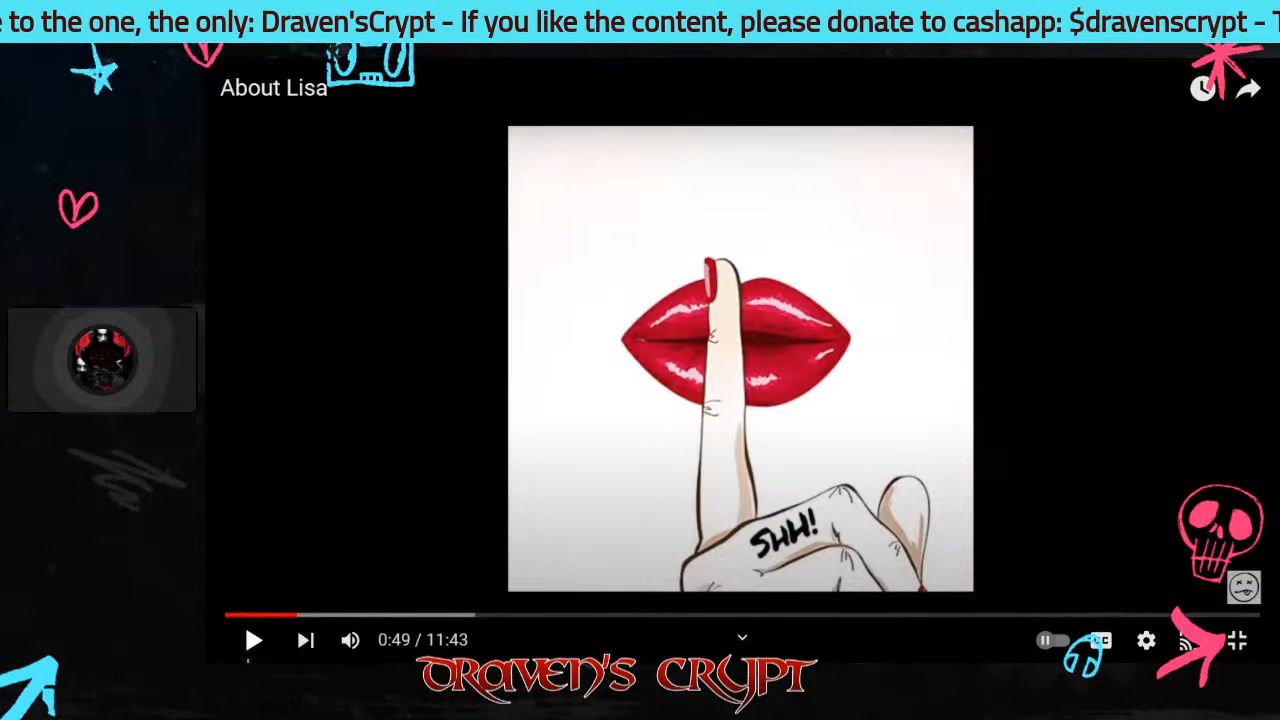 e to the one, the only: Draven'sCrypt - If you like the content, please donate to cashapp: $dravenscrypt - T
About Lisa
SHH!
0:49 / 11:43
CC
DRAVEN'S CRYPT